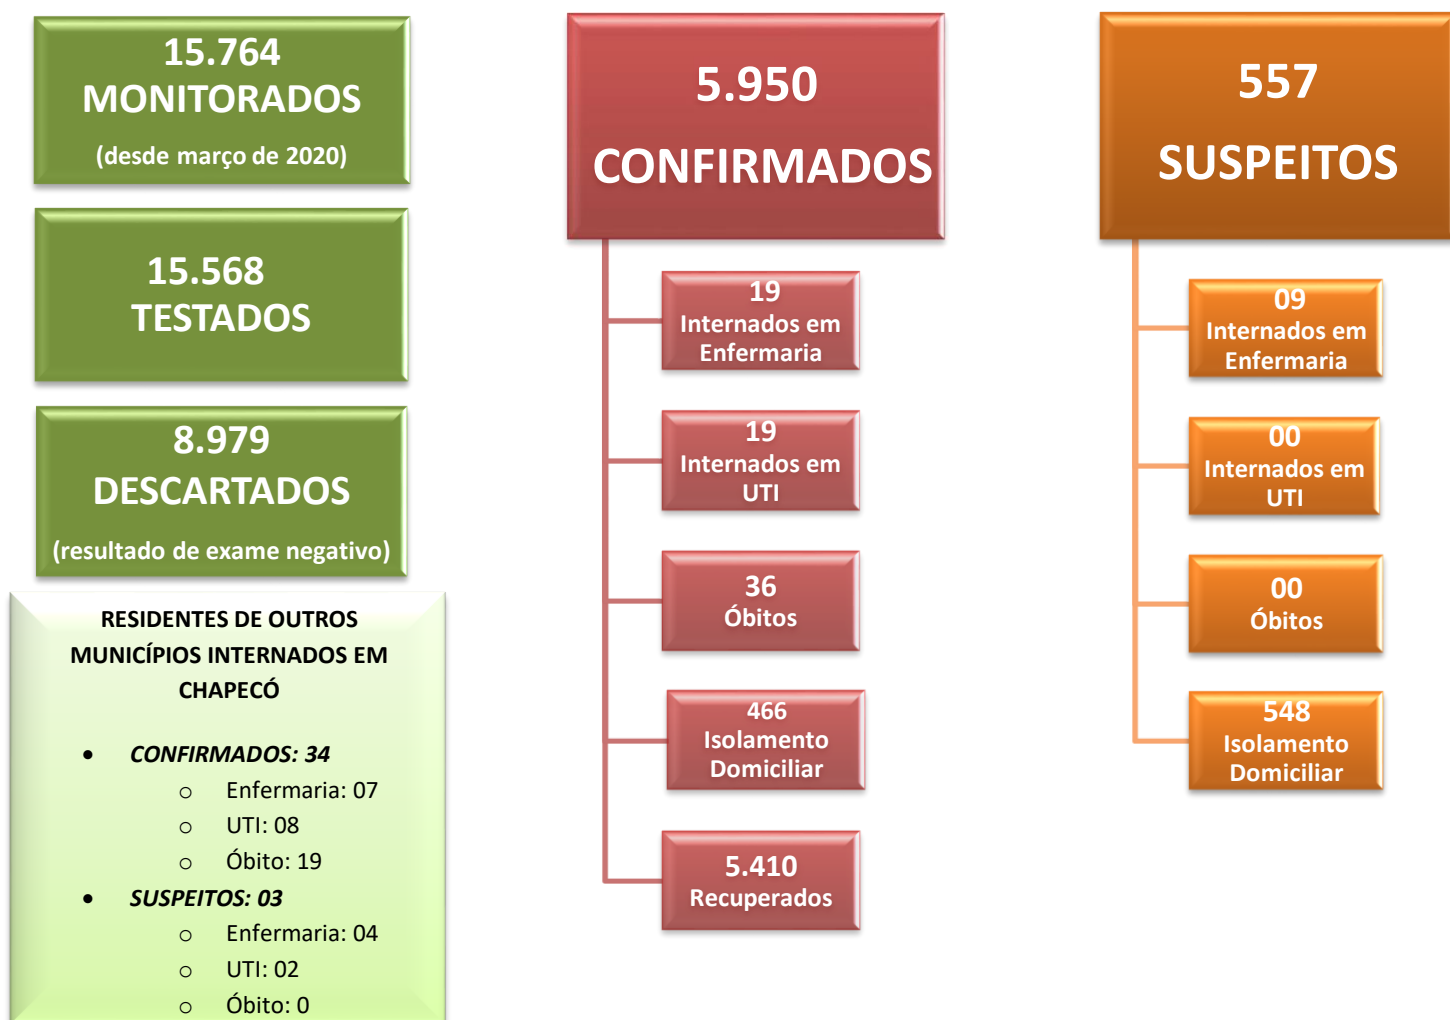 15.764
MONITORADOS
(desde março de 2020)
15.568
TESTADOS
8.979
DESCARTADOS
(resultado de exame negativo)
RESIDENTES DE OUTROS
MUNICÍPIOS INTERNADOS EM
CHAPECÓ
• CONFIRMADOS: 34
o Enfermaria: 07
o UTI: 08
o Óbito: 19
• SUSPEITOS: 03
o Enfermaria: 04
o UTI: 02
o Óbito: 0
5.950
CONFIRMADOS
19
Internados em
Enfermaria
19
Internados em
UTI
36
Óbitos
466
Isolamento
Domiciliar
5.410
Recuperados
557
SUSPEITOS
09
Internados em
Enfermaria
00
Internados em
UTI
00
Óbitos
548
Isolamento
Domiciliar